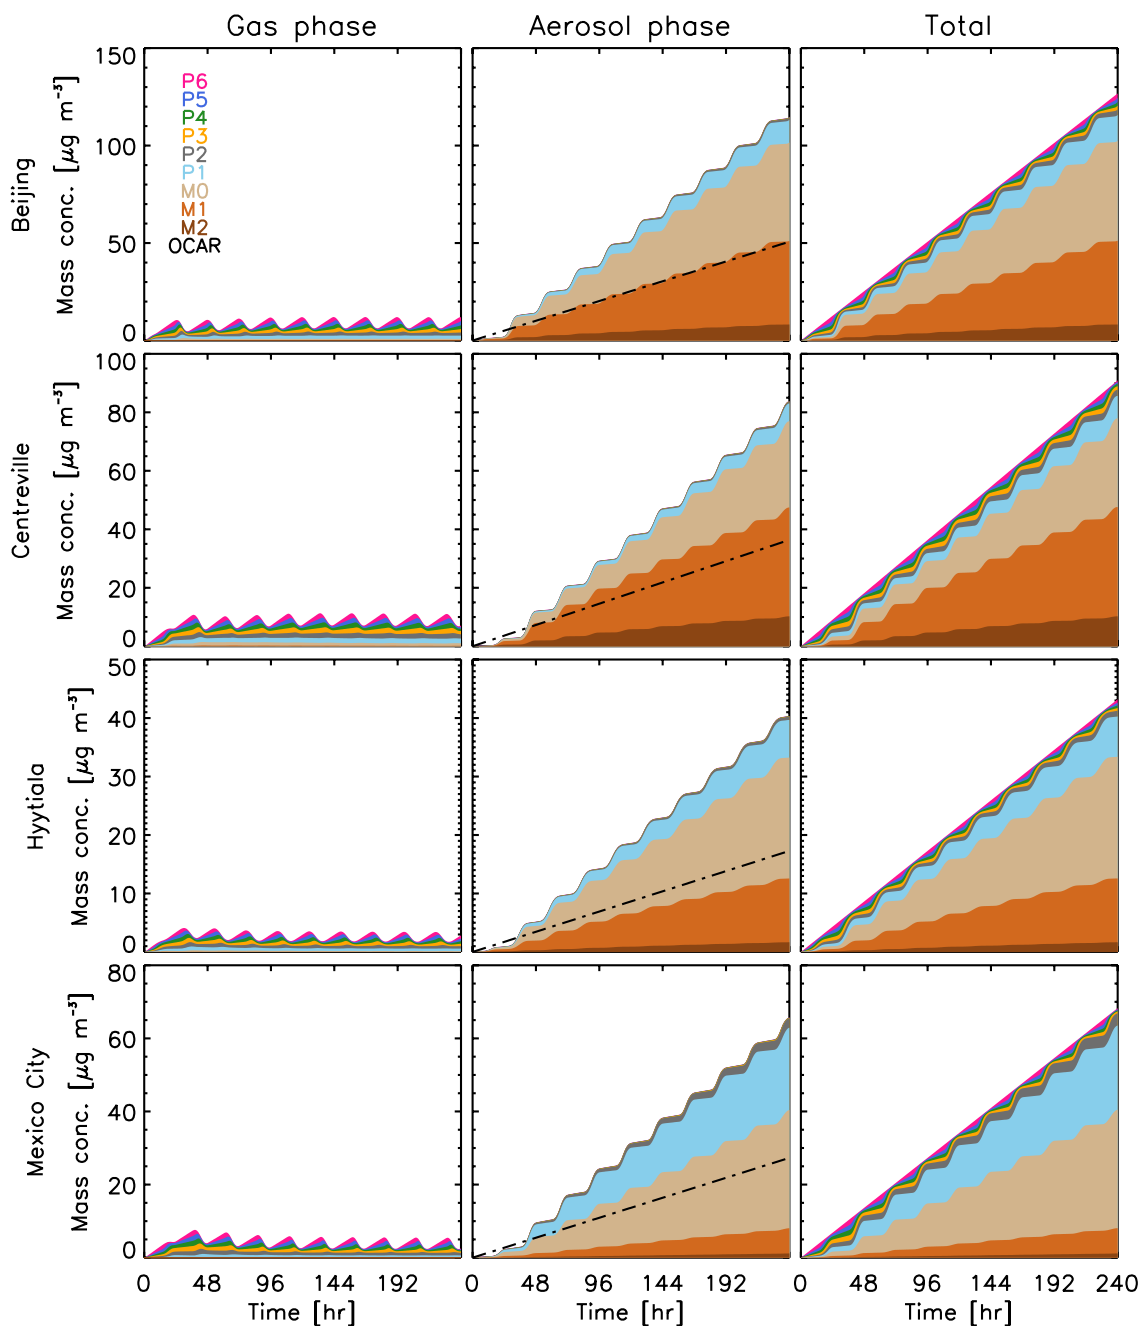 Gas phase
Aerosol phase
Total
Beijing
Mass conc. [μg m⁻³]
150
100
50
0
P6
P5
P4
P3
P2
P1
M0
M1
M2
OCAR
Centreville
Mass conc. [μg m⁻³]
100
80
60
40
20
0
Hyytiala
Mass conc. [μg m⁻³]
50
40
30
20
10
0
Mexico City
Mass conc. [μg m⁻³]
80
60
40
20
0
0 48 96 144 192
48 96 144 192
0 48 96 144 192 240
Time [hr]
Time [hr]
Time [hr]